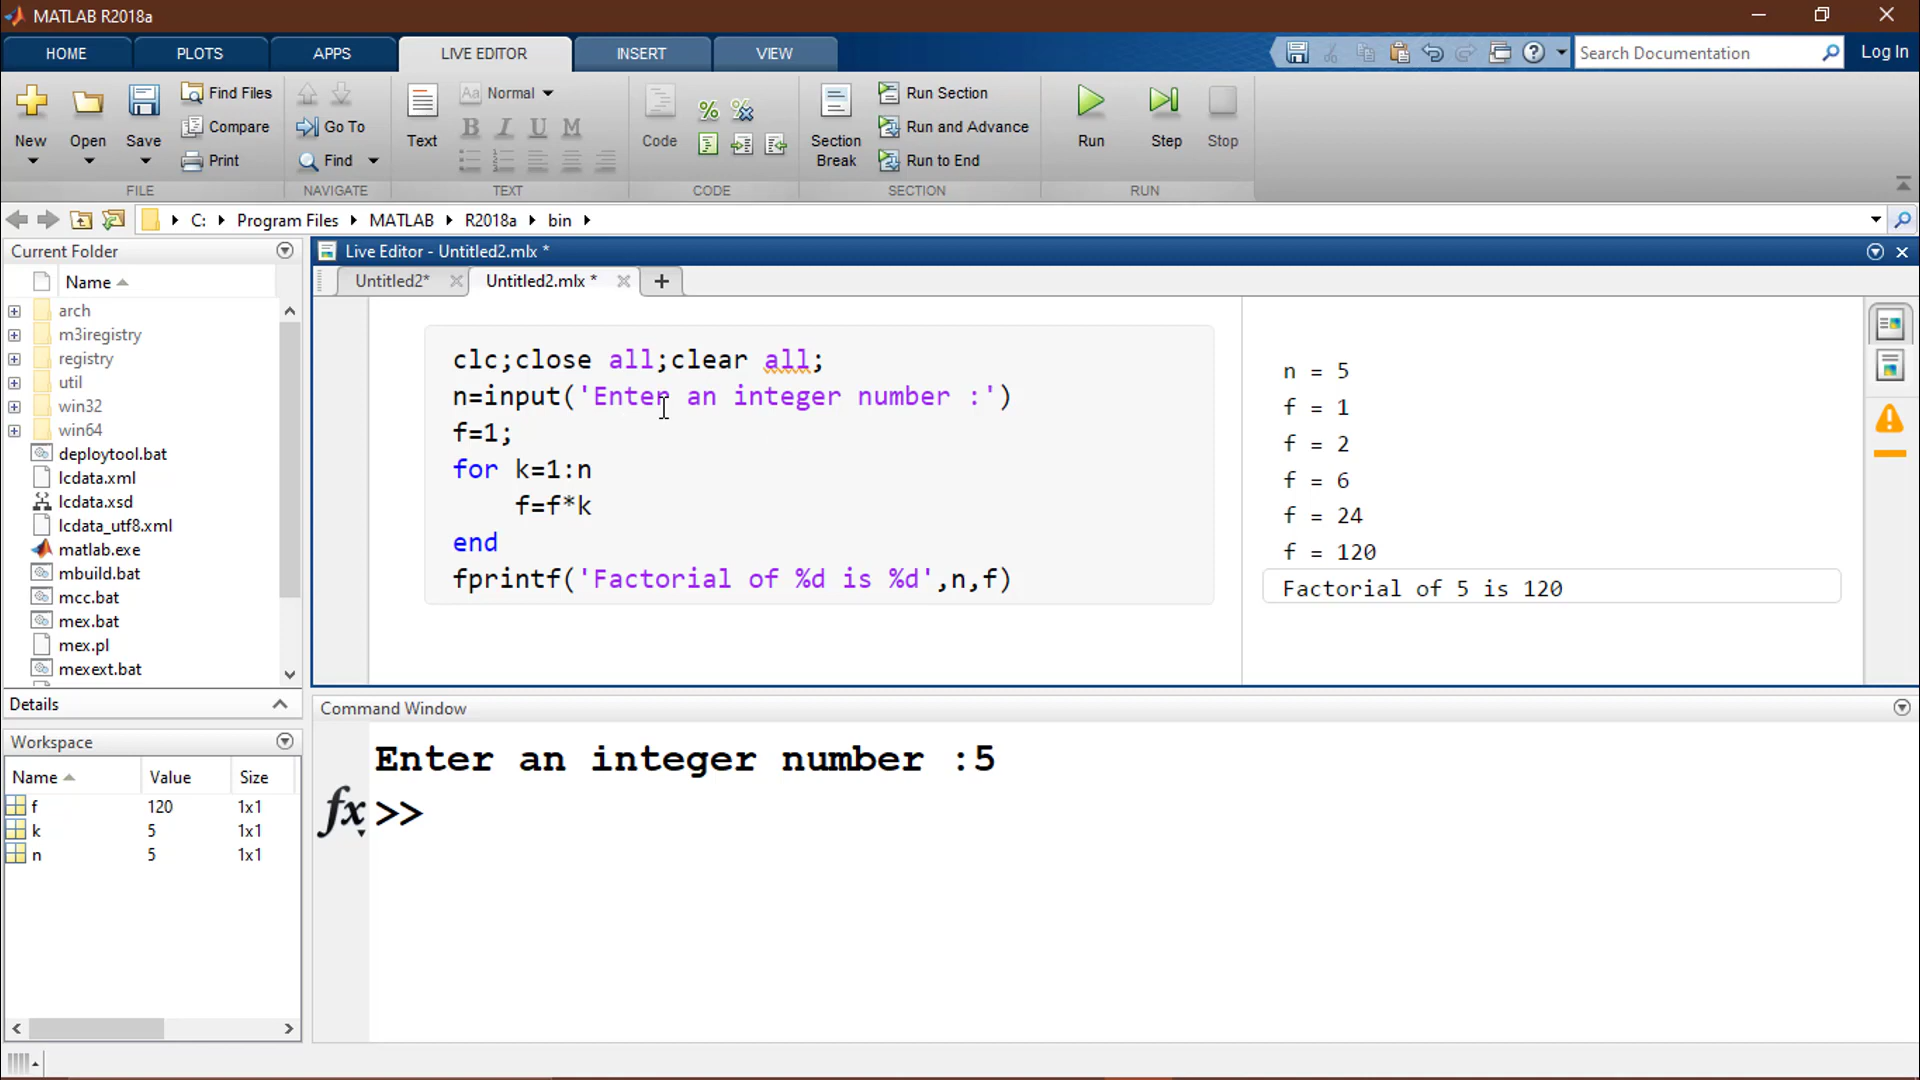 MATLAB R2018a
HOME PLOTS APPS LIVE EDITOR INSERT VIEW Search Documentation Log In
New Open Save Find Files Compare Print Go To Find Text Aa Normal B I U M Code Section Break Run Section Run and Advance Run to End Run Step Stop
FILE NAVIGATE TEXT CODE SECTION RUN
C: Program Files MATLAB R2018a bin
Current Folder
Name
arch
m3iregistry
registry
util
win32
win64
deploytool.bat
lcdata.xml
lcdata.xsd
lcdata_utf8.xml
matlab.exe
mbuild.bat
mcc.bat
mex.bat
mex.pl
mexext.bat
Details
Workspace
Name Value Size
f 120 1x1
k 5 1x1
n 5 1x1
Live Editor - Untitled2.mlx *
Untitled2* Untitled2.mlx *
clc;close all;clear all;
n=input('Enter an integer number :')
f=1;
for k=1:n
f=f*k
end
fprintf('Factorial of %d is %d',n,f)
n = 5
f = 1
f = 2
f = 6
f = 24
f = 120
Factorial of 5 is 120
Command Window
Enter an integer number :5
fx >>